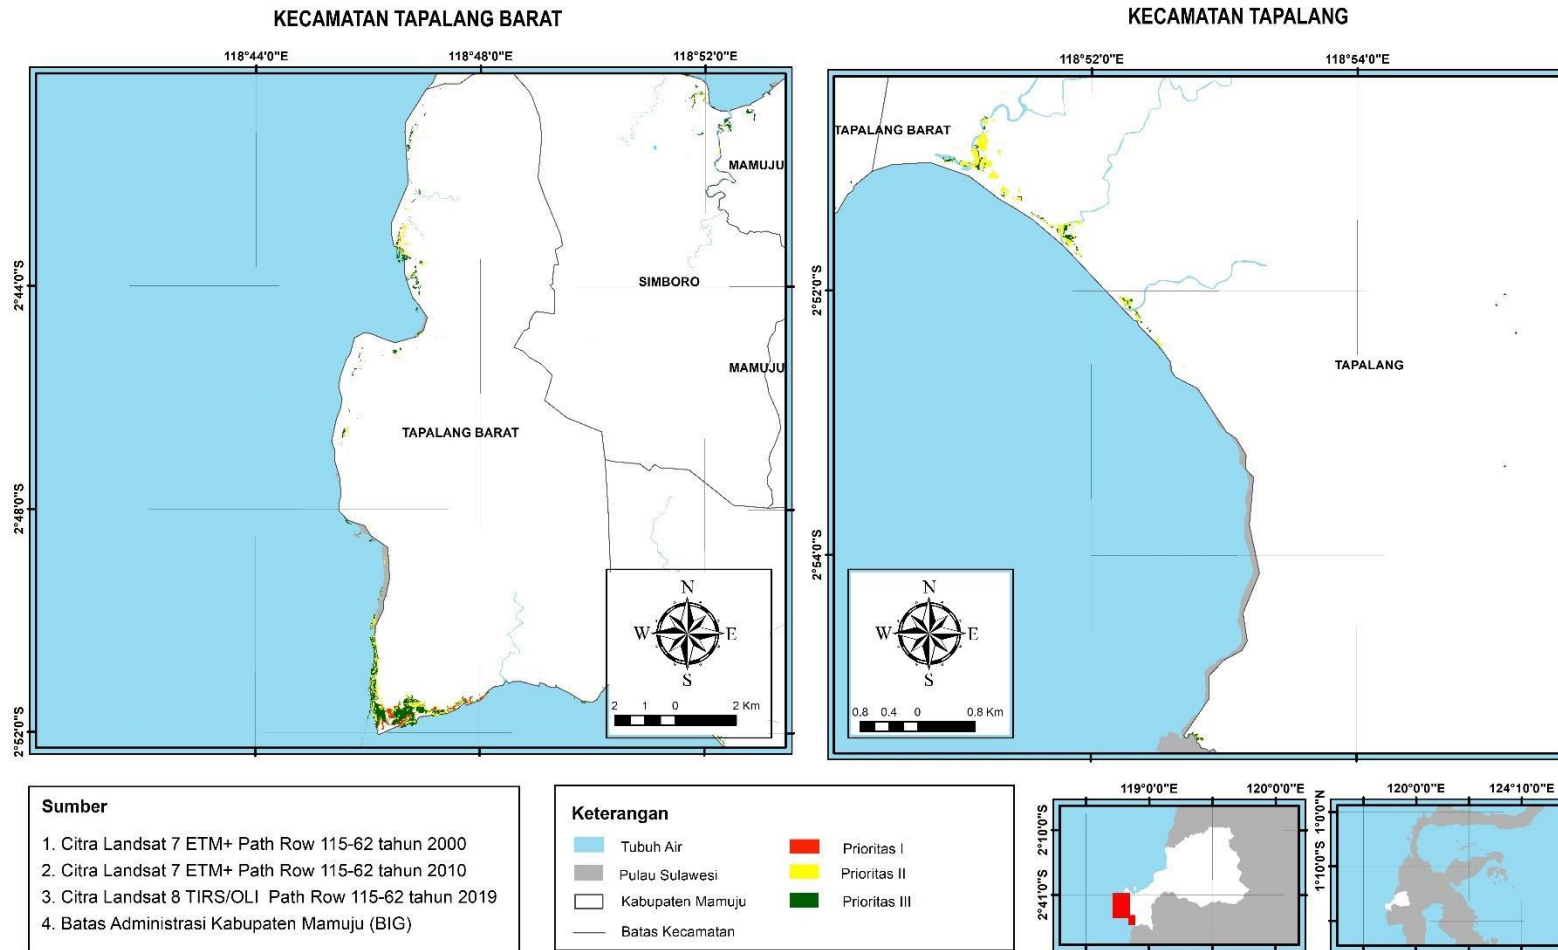 KECAMATAN TAPALANG BARAT
118°44'0"E
118°48'0"E
118°52'0"E
2°44'0"S
2°48'0"S
2°52'0"S
MAMUJU
SIMBORO
MAMUJU
TAPALANG BARAT
N
W E
S
2 1 0 2 Km
KECAMATAN TAPALANG
118°52'0"E
118°54'0"E
2°52'0"S
2°54'0"S
TAPALANG BARAT
TAPALANG
N
W E
S
0.8 0.4 0 0.8 Km
Sumber
1. Citra Landsat 7 ETM+ Path Row 115-62 tahun 2000
2. Citra Landsat 7 ETM+ Path Row 115-62 tahun 2010
3. Citra Landsat 8 TIRS/OLI Path Row 115-62 tahun 2019
4. Batas Administrasi Kabupaten Mamuju (BIG)
Keterangan
Tubuh Air
Pulau Sulawesi
Kabupaten Mamuju
Batas Kecamatan
Prioritas I
Prioritas II
Prioritas III
119°0'0"E
120°0'0"E
2°10'0"S
2°41'0"S
120°0'0"E
124°10'0"E
1°0'0"N
1°10'0"S